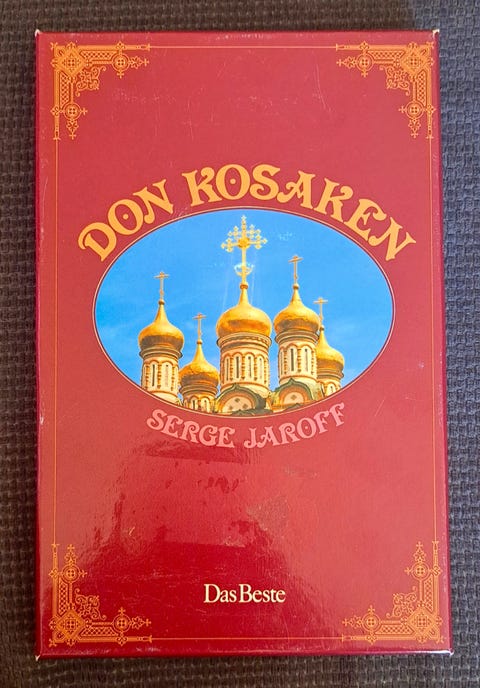 DON KOSAKEN
SERGE JAROFF
Das Beste